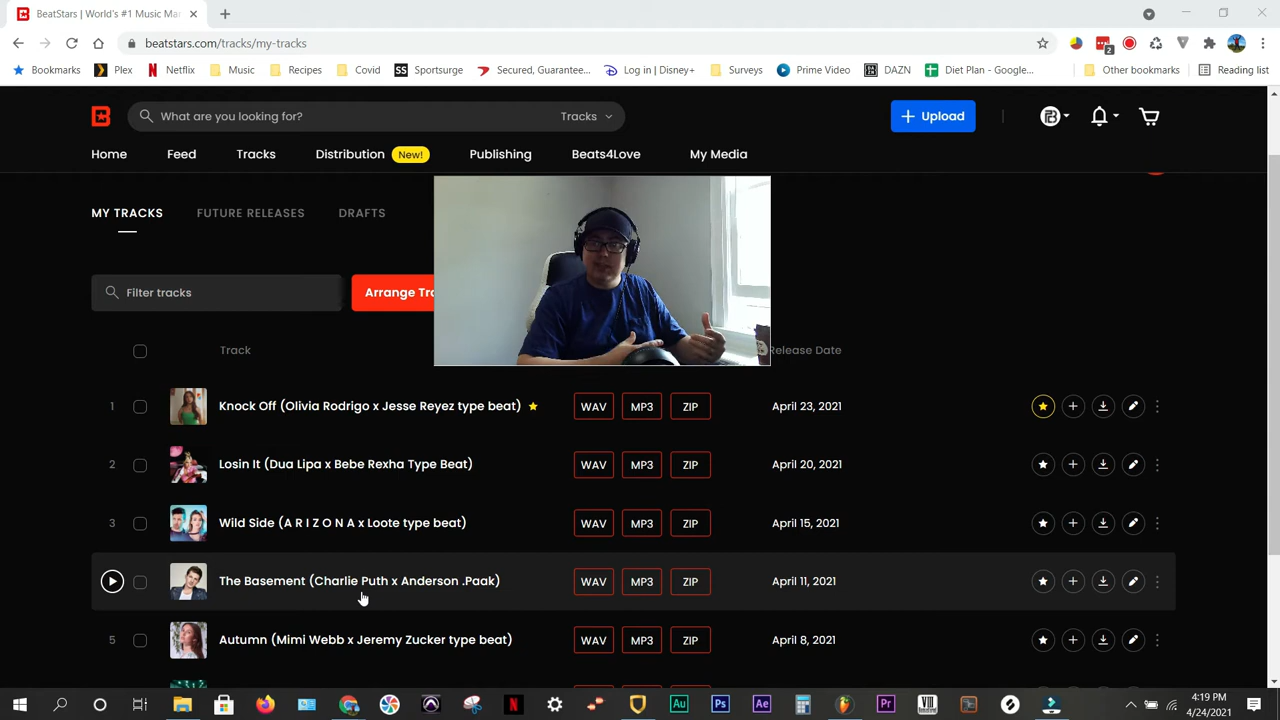 BeatStars | World's #1 Music Mar
beatstars.com/tracks/my-tracks
2
Bookmarks Plex Netflix Music Recipes Covid SS Sportsurge Secured, Guarantee... Log in | Disney+ Surveys Prime Video DAZN Diet Plan - Google... Other bookmarks Reading list
What are you looking for? Tracks + Upload
Home Feed Tracks Distribution New! Publishing Beats4Love My Media
MY TRACKS FUTURE RELEASES DRAFTS
Filter tracks Arrange Tra
Track Release Date
1 Knock Off (Olivia Rodrigo x Jesse Reyez type beat) WAV MP3 ZIP April 23, 2021
2 Losin It (Dua Lipa x Bebe Rexha Type Beat) WAV MP3 ZIP April 20, 2021
3 Wild Side (A R I Z O N A x Loote type beat) WAV MP3 ZIP April 15, 2021
The Basement (Charlie Puth x Anderson .Paak) WAV MP3 ZIP April 11, 2021
5 Autumn (Mimi Webb x Jeremy Zucker type beat) WAV MP3 ZIP April 8, 2021
N Au Ps Ae Pr 4:19 PM
4/24/2021